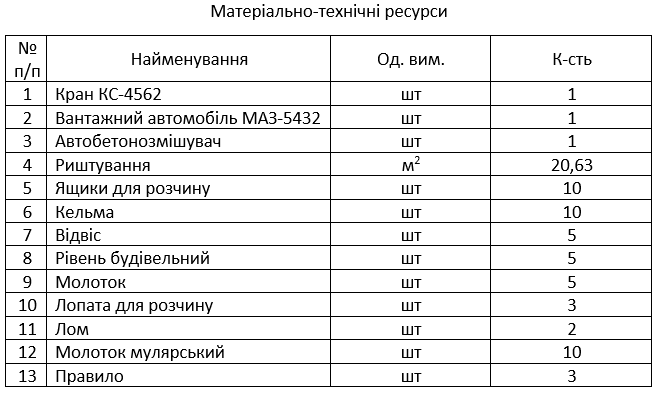 Матеріально-технічні ресурси
№ п/п Найменування Од. вим. К-сть
1 Кран КС-4562 шт 1
2 Вантажний автомобіль МАЗ-5432 шт 1
3 Автобетонозмішувач шт 1
4 Риштування м² 20,63
5 Ящики для розчину шт 10
6 Кельма шт 10
7 Відвіс шт 5
8 Рівень будівельний шт 5
9 Молоток шт 5
10 Лопата для розчину шт 3
11 Лом шт 2
12 Молоток мулярський шт 10
13 Правило шт 3